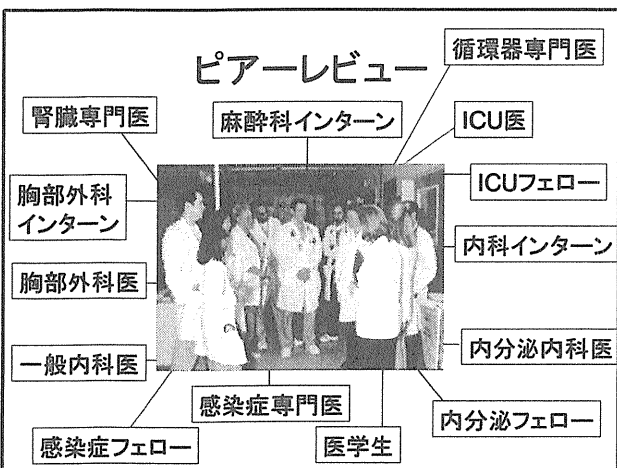 ピアーレビュー
循環器専門医
腎臓専門医
麻酔科インターン
ICU医
ICUフェロー
胸部外科
インターン
内科インターン
胸部外科医
一般内科医
内分泌内科医
感染症専門医
内分泌フェロー
感染症フェロー
医学生